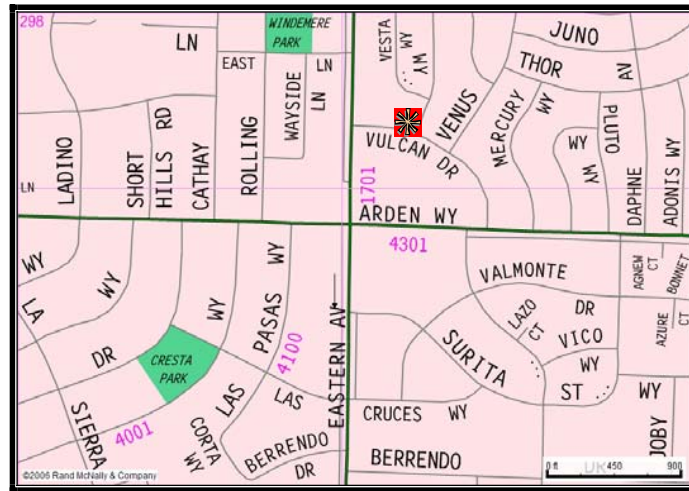 298
WINDEMERE
PARK
LN
EAST
LN
WAYSIDE
LN
VESTA
WY
WY
JUNO
THOR
AV
VENUS
MERCURY
WY
WY
WY
PLUTO
DAPHNE
ADONIS WY
VULCAN DR
LADINO
SHORT
HILLS RD
CATHAY
ROLLING
LN
1701
ARDEN WY
4301
WY
LA
WY
DR
WY
WY
PASAS
LAS
4100
CRESTA
PARK
SIERRA
4001
CORTA
WY
LAS
BERRENDO
DR
EASTERN AV
VALMONTE
DR
AGNEW
CT
BONNET
LAZO
CT
VICO
WY
AZURE
CT
SURITA
ST
WY
CRUCES WY
BERRENDO
JOBY
©2006 Rand McNally & Company
0 ft 450 900